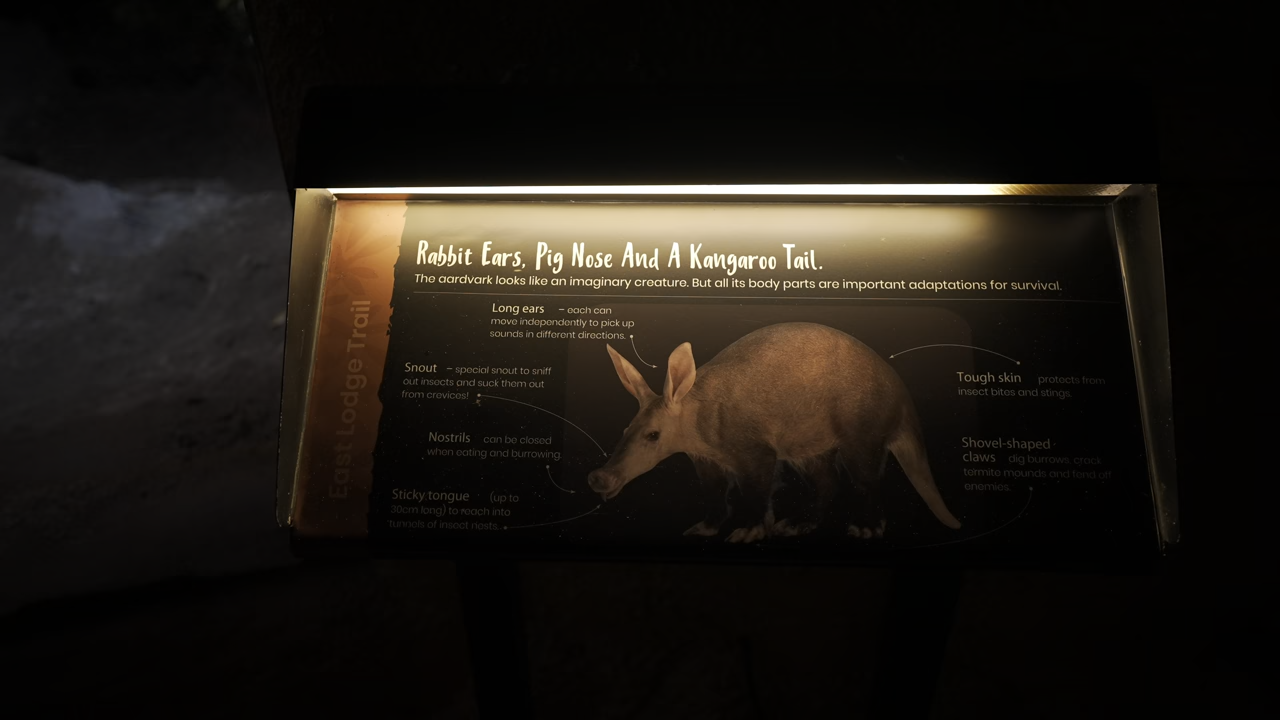 Rabbit Ears, Pig Nose And A Kangaroo Tail.
The aardvark looks like an imaginary creature. But all its body parts are important adaptations for survival.
Long ears – each can
move independently to pick up
sounds in different directions.
Snout – special snout to sniff
out insects and suck them out
from crevices!
Nostrils can be closed
when eating and burrowing
Sticky tongue (up to
30cm long) to reach into
tunnels of insect nests.
Tough skin protects from
insect bites and stings.
Shovel-shaped
claws dig burrows, crack
termite mounds and fend off
enemies.
East Lodge Trail